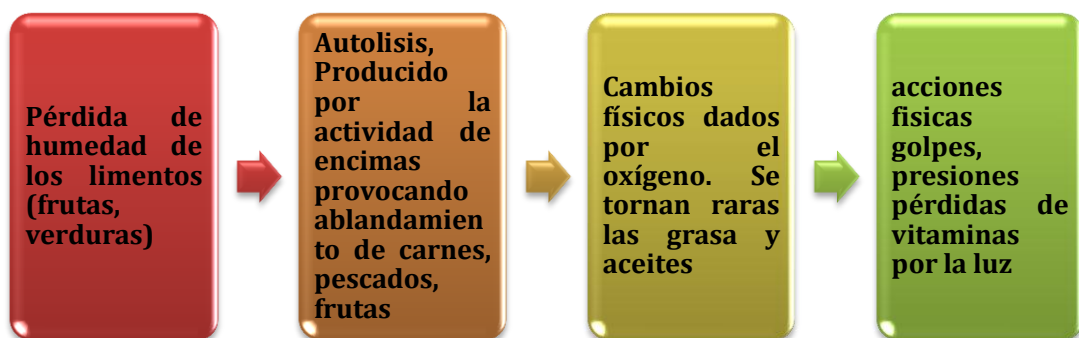 Pérdida de
humedad de
los limentos
(frutas,
verduras)
Autolisis,
Producido
por la
actividad de
encimas
provocando
ablandamien
to de carnes,
pescados,
frutas
Cambios
físicos dados
por el
oxígeno. Se
tornan raras
las grasa y
aceites
acciones
fisicas
golpes,
presiones
pérdidas de
vitaminas
por la luz